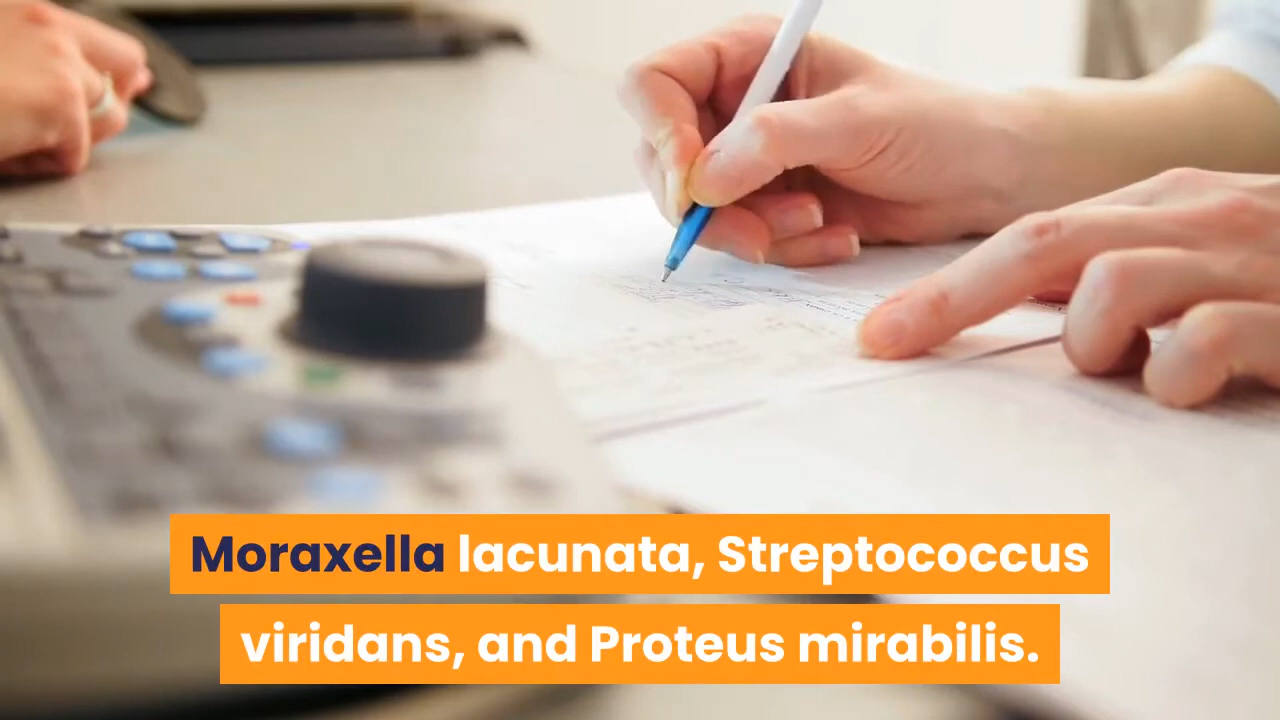 Moraxella lacunata, Streptococcus
viridans, and Proteus mirabilis.